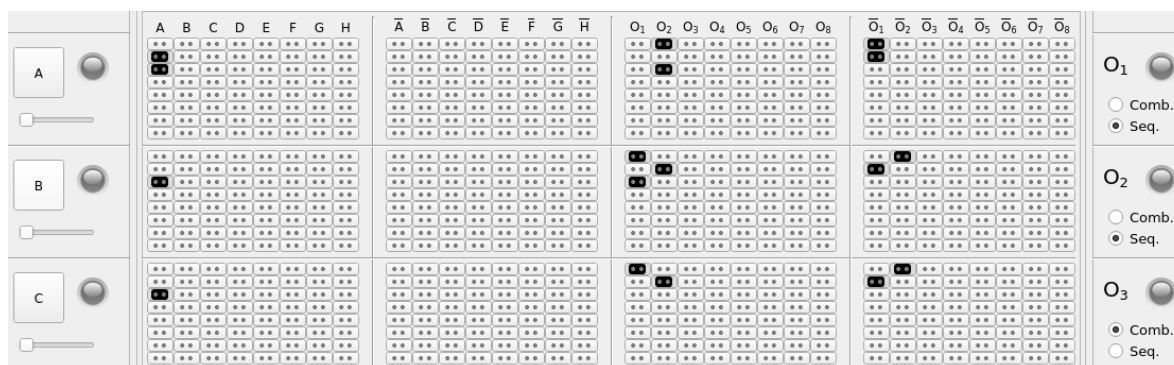 A B C D E F G H A̅ B̅ C̅ D̅ E̅ F̅ G̅ H̅ O₁ O₂ O₃ O₄ O₅ O₆ O₇ O₈ O̅₁ O̅₂ O̅₃ O̅₄ O̅₅ O̅₆ O̅₇ O̅₈
A
O₁
Comb.
Seq.
B
O₂
Comb.
Seq.
C
O₃
Comb.
Seq.